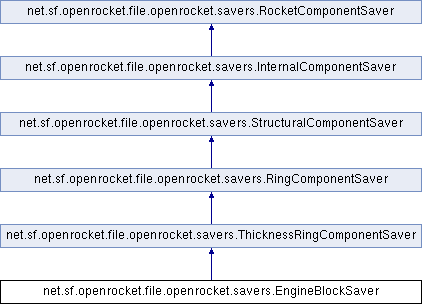 net.sf.openrocket.file.openrocket.savers.RocketComponentSaver
net.sf.openrocket.file.openrocket.savers.InternalComponentSaver
net.sf.openrocket.file.openrocket.savers.StructuralComponentSaver
net.sf.openrocket.file.openrocket.savers.RingComponentSaver
net.sf.openrocket.file.openrocket.savers.ThicknessRingComponentSaver
net.sf.openrocket.file.openrocket.savers.EngineBlockSaver